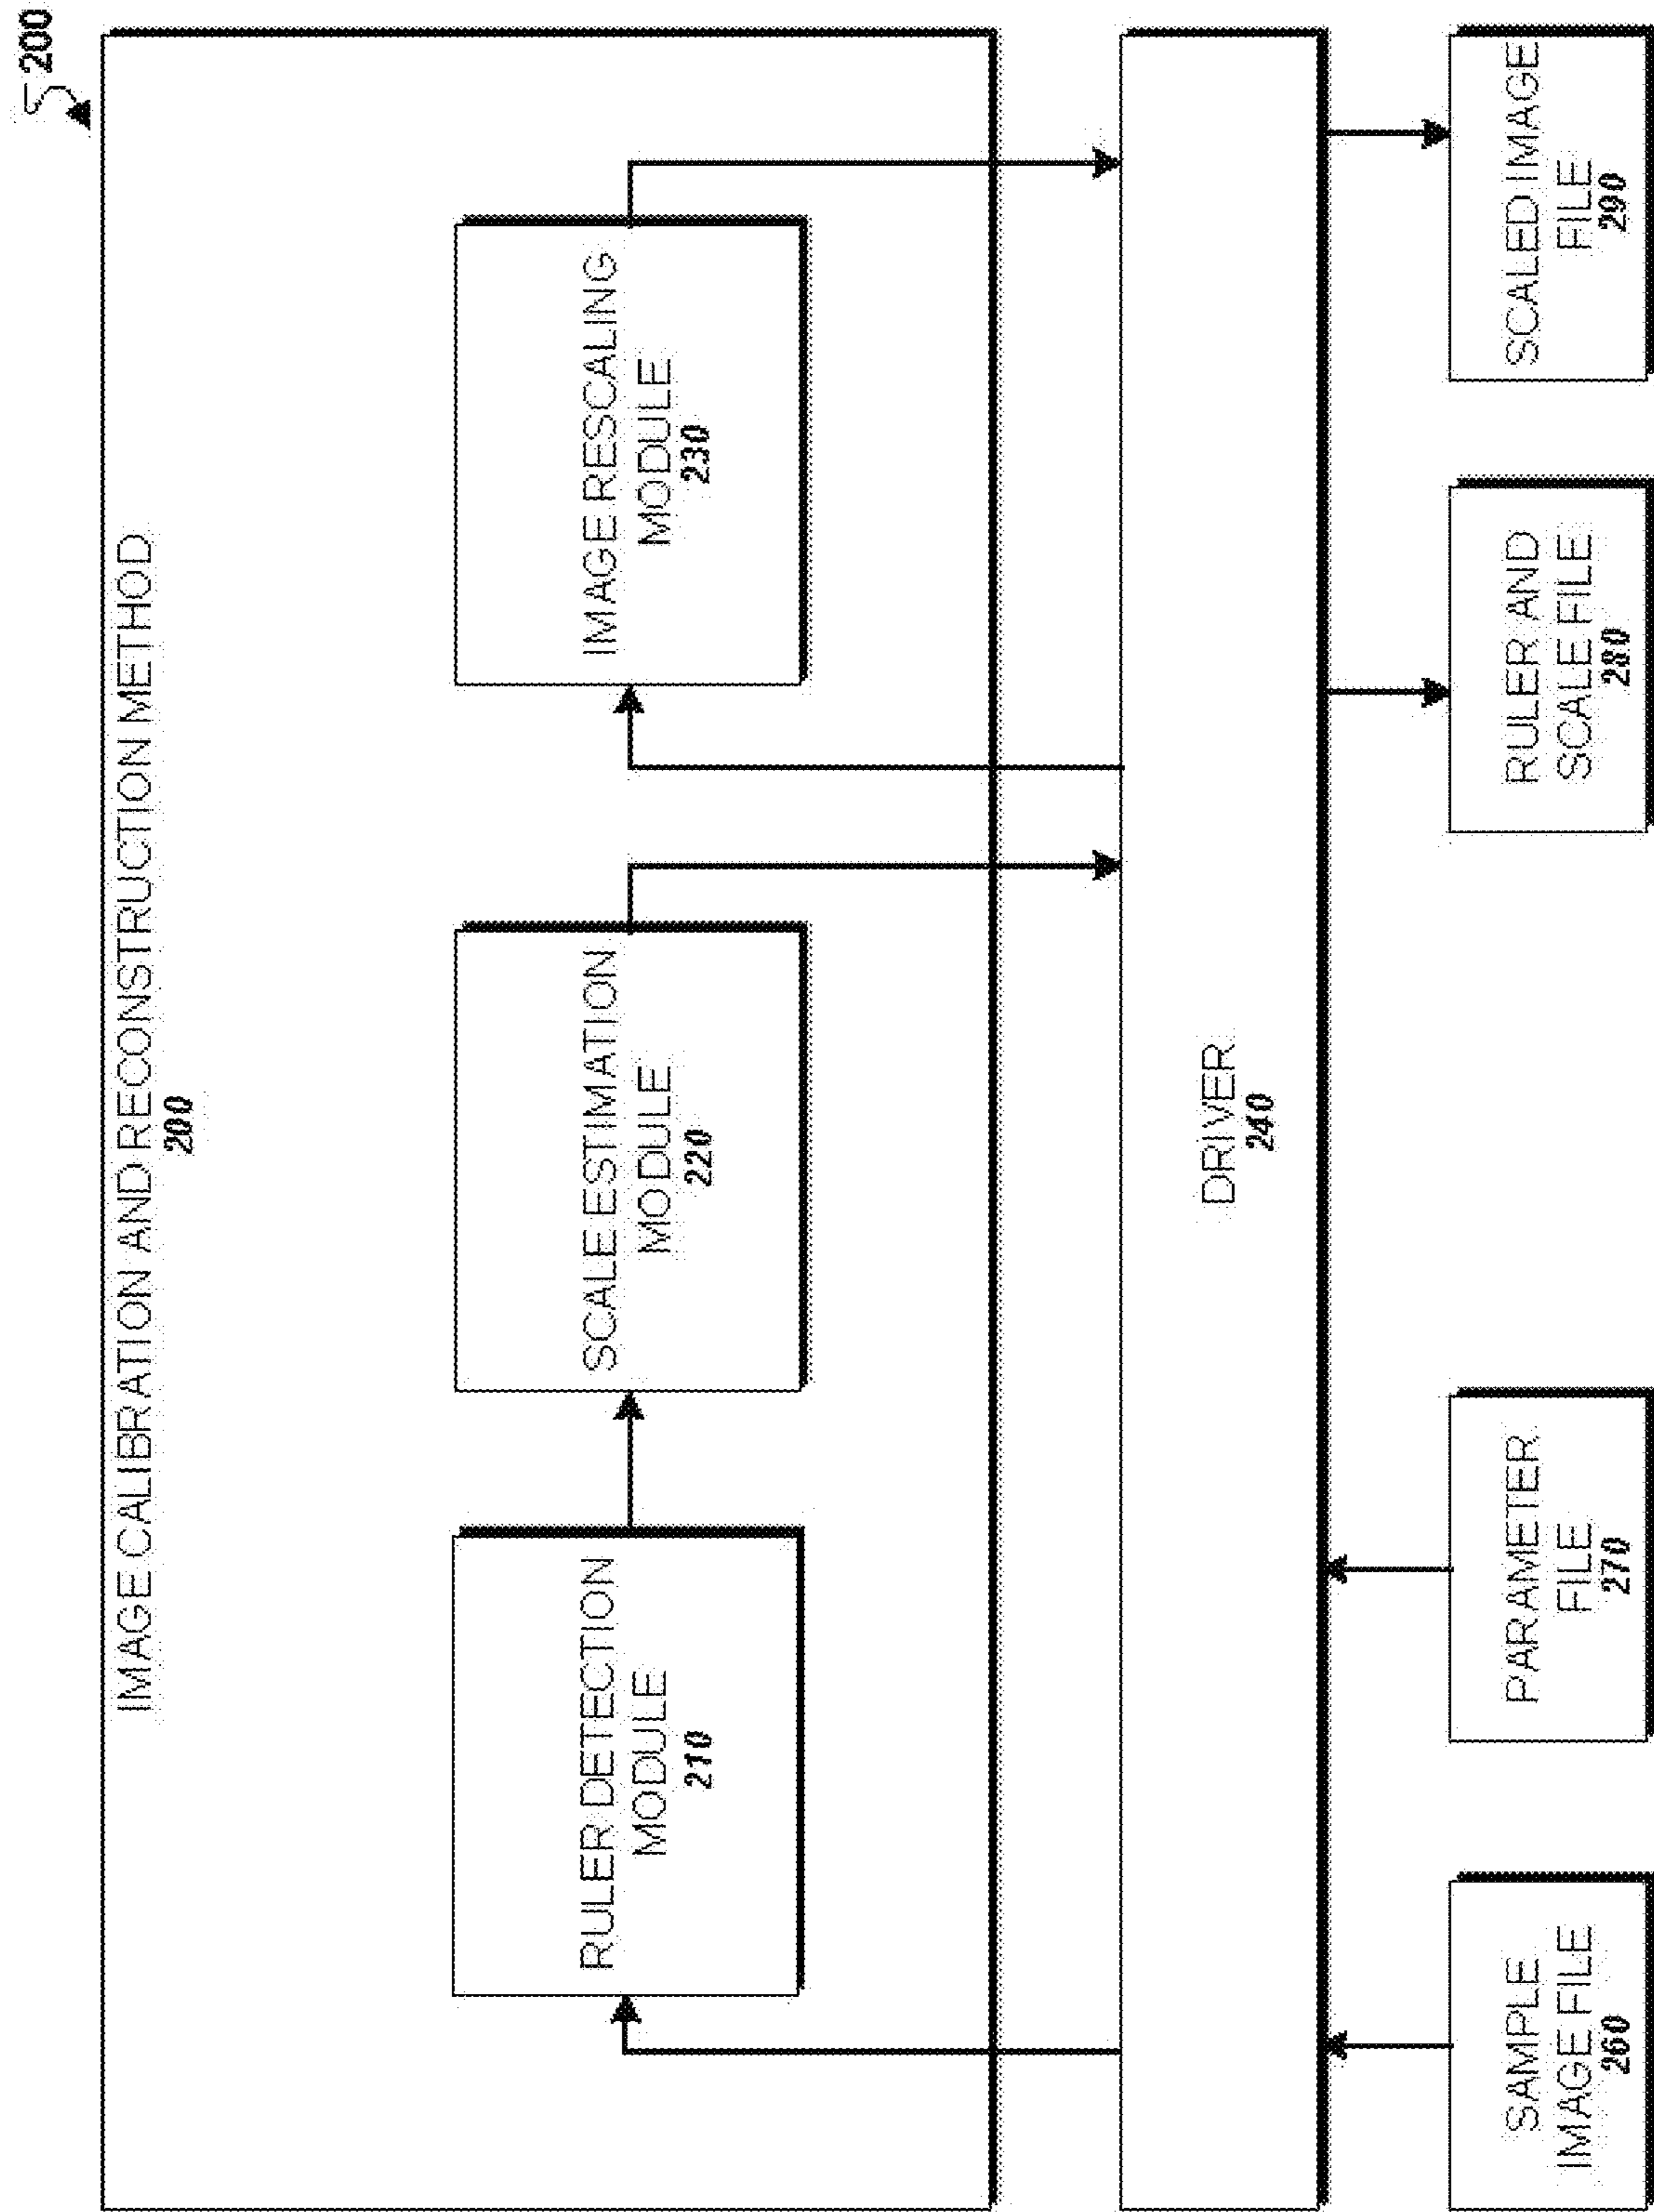 200
IMAGE CALIBRATION AND RECONSTRUCTION METHOD
200
RULER DETECTION
MODULE
210
SCALE ESTIMATION
MODULE
220
IMAGE RESCALING
MODULE
230
DRIVER
240
SAMPLE
IMAGE FILE
260
PARAMETER
FILE
270
RULER AND
SCALE FILE
280
SCALED IMAGE
FILE
290